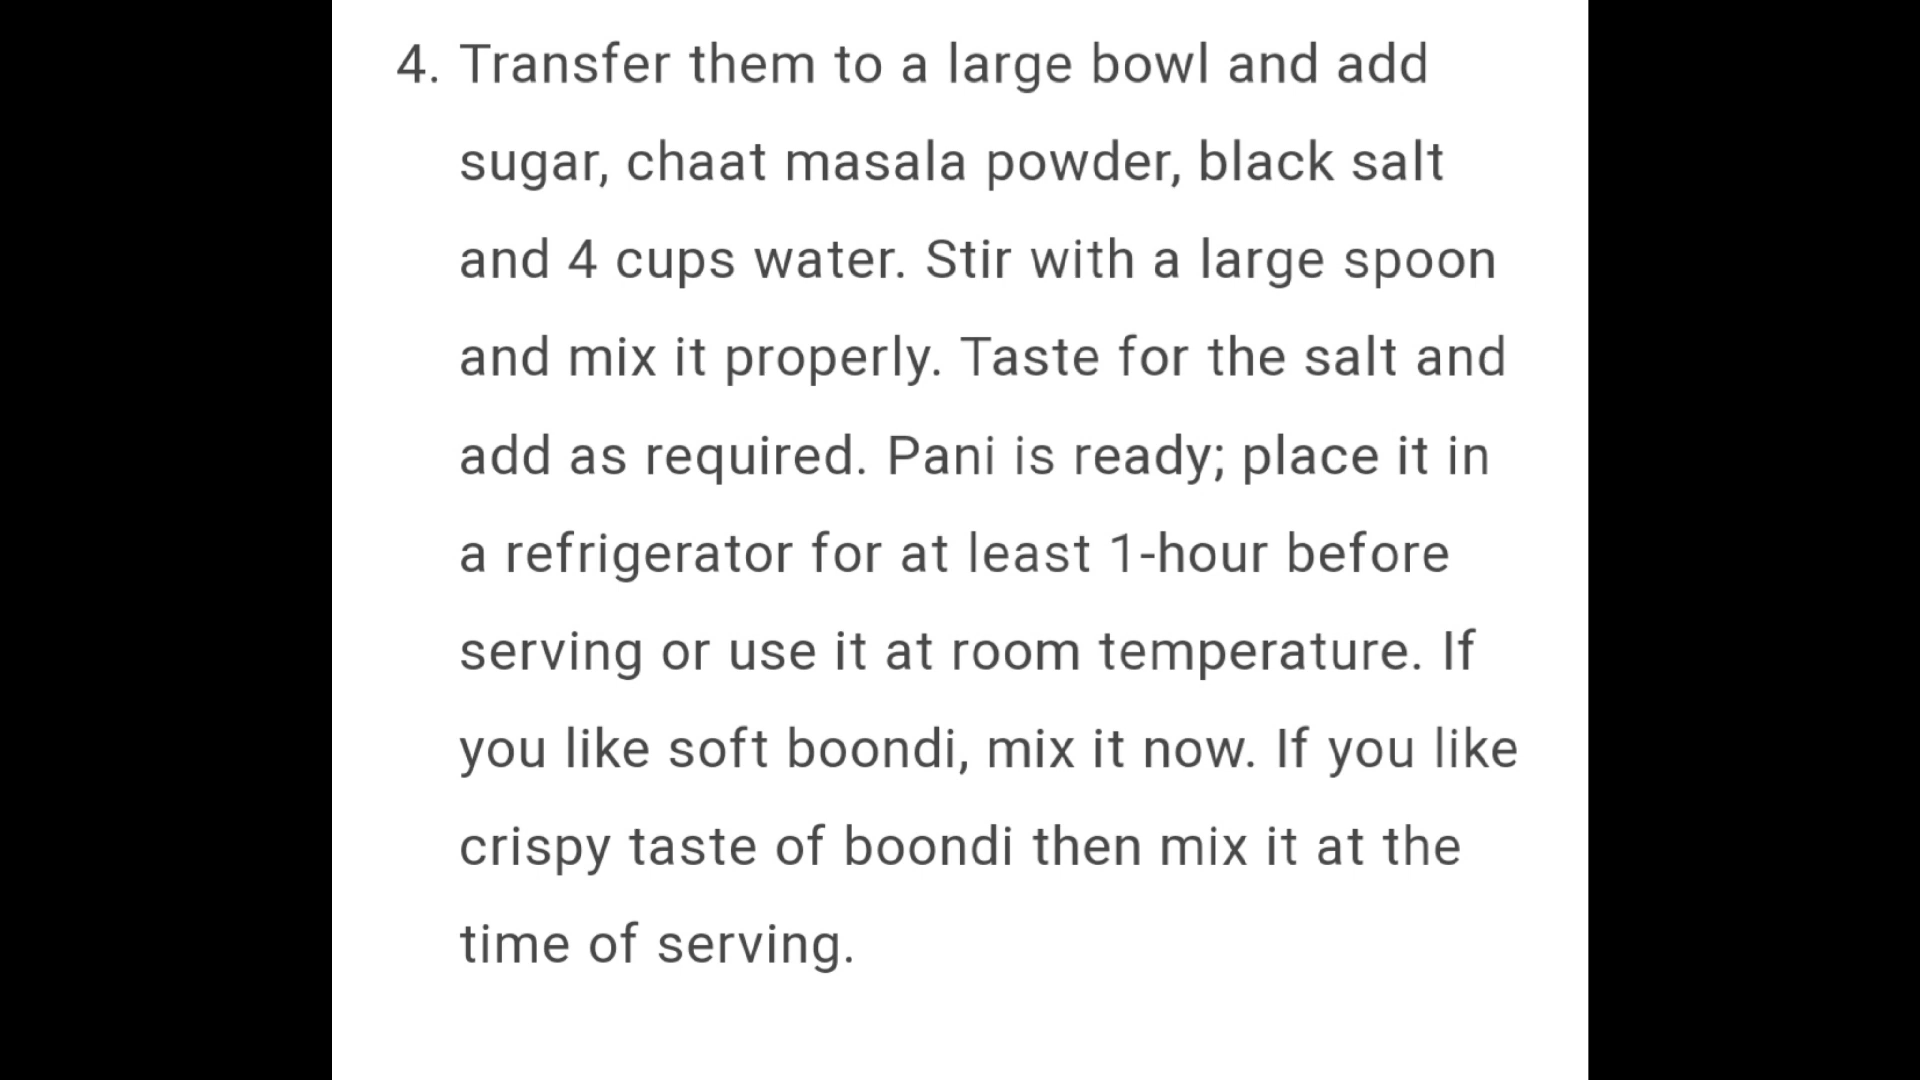 4. Transfer them to a large bowl and add
sugar, chaat masala powder, black salt
and 4 cups water. Stir with a large spoon
and mix it properly. Taste for the salt and
add as required. Pani is ready; place it in
a refrigerator for at least 1-hour before
serving or use it at room temperature. If
you like soft boondi, mix it now. If you like
crispy taste of boondi then mix it at the
time of serving.